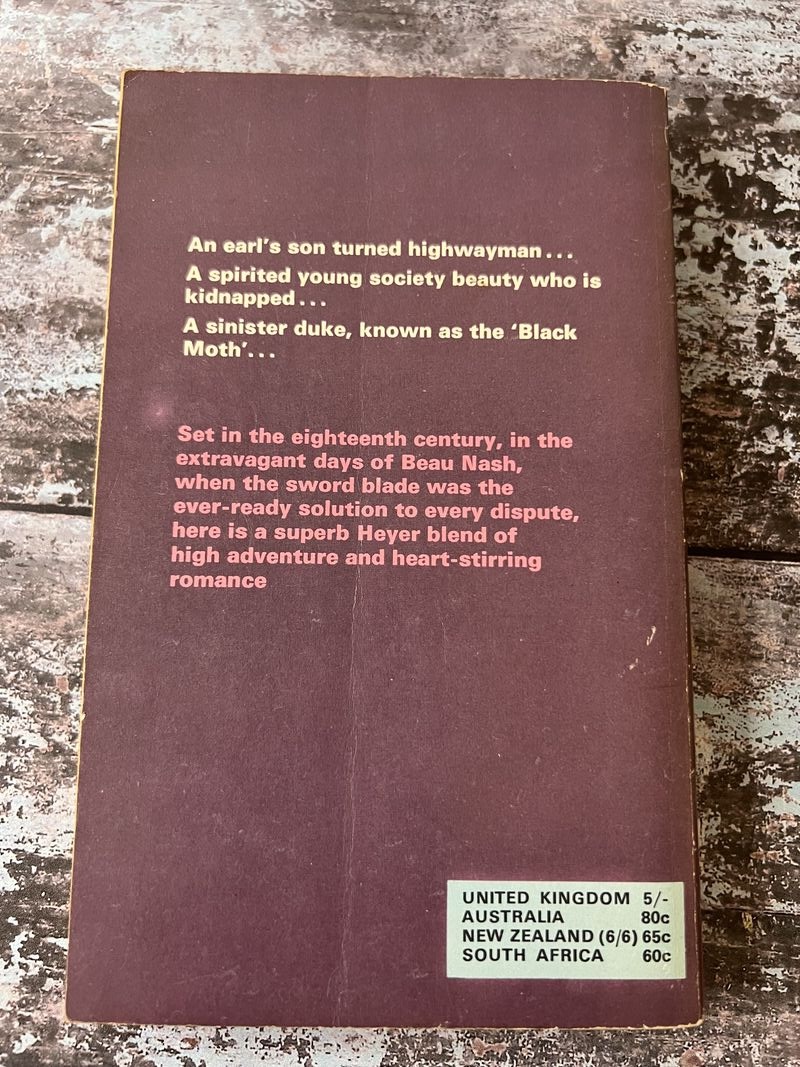 An earl's son turned highwayman...
A spirited young society beauty who is
kidnapped...
A sinister duke, known as the 'Black
Moth'...
Set in the eighteenth century, in the
extravagant days of Beau Nash,
when the sword blade was the
ever-ready solution to every dispute,
here is a superb Heyer blend of
high adventure and heart-stirring
romance
UNITED KINGDOM 5/-
AUSTRALIA 80c
NEW ZEALAND (6/6) 65c
SOUTH AFRICA 60c